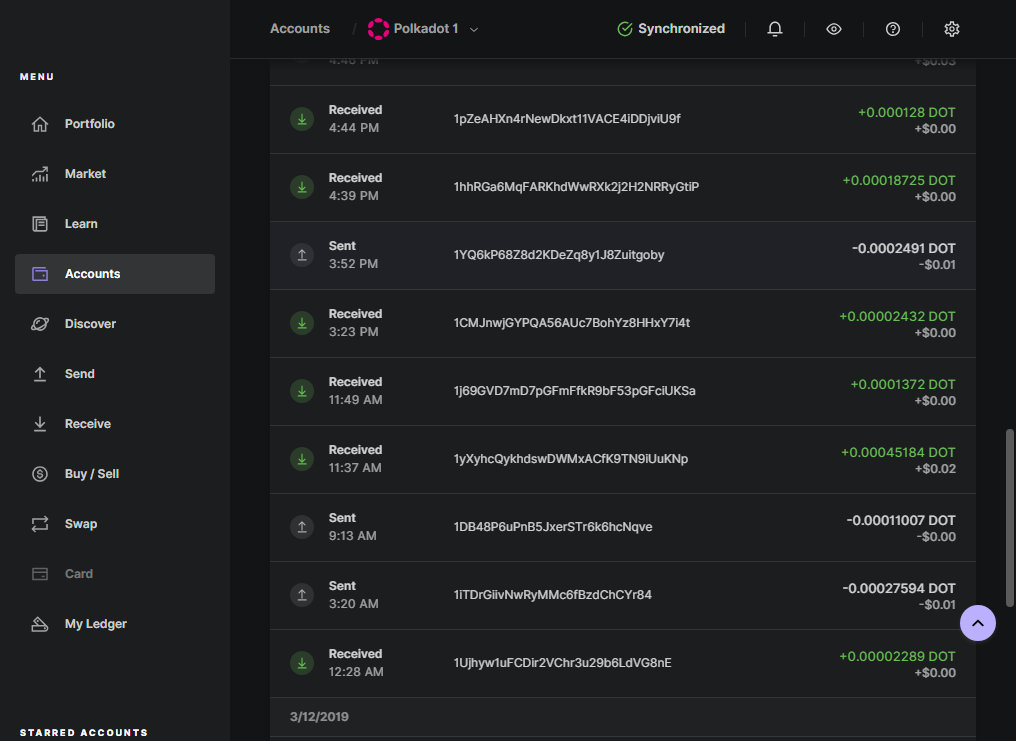 Accounts / Polkadot 1
Synchronized
MENU
Portfolio
Market
Learn
Accounts
Discover
Send
Receive
Buy / Sell
Swap
Card
My Ledger
STARRED ACCOUNTS
4:46 PM +$0.03
Received 1pZeAHXn4rNewDkxt11VACE4iDDjviU9f +0.000128 DOT
4:44 PM +$0.00
Received 1hhRGa6MqFARKhdWwRXk2j2H2NRRyGtiP +0.00018725 DOT
4:39 PM +$0.00
Sent 1YQ6kP68Z8d2KDeZq8y1J8Zuitgoby -0.0002491 DOT
3:52 PM -$0.01
Received 1CMJnwjGYPQA56AUc7BohYz8HHxY7i4t +0.00002432 DOT
3:23 PM +$0.00
Received 1j69GVD7mD7pGFmFfkR9bF53pGFciUKSa +0.0001372 DOT
11:49 AM +$0.00
Received 1yXyhcQykhdswDWMxACfK9TN9iUuKNp +0.00045184 DOT
11:37 AM +$0.02
Sent 1DB48P6uPnB5JxerSTr6k6hcNqve -0.00011007 DOT
9:13 AM -$0.00
Sent 1iTDrGiivNwRyMMc6fBzdChCYr84 -0.00027594 DOT
3:20 AM -$0.01
Received 1Ujhyw1uFCDir2VChr3u29b6LdVG8nE +0.00002289 DOT
12:28 AM +$0.00
3/12/2019